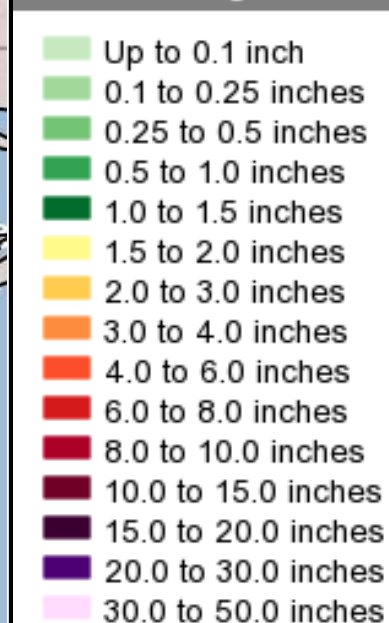 Up to 0.1 inch
0.1 to 0.25 inches
0.25 to 0.5 inches
0.5 to 1.0 inches
1.0 to 1.5 inches
1.5 to 2.0 inches
2.0 to 3.0 inches
3.0 to 4.0 inches
4.0 to 6.0 inches
6.0 to 8.0 inches
8.0 to 10.0 inches
10.0 to 15.0 inches
15.0 to 20.0 inches
20.0 to 30.0 inches
30.0 to 50.0 inches